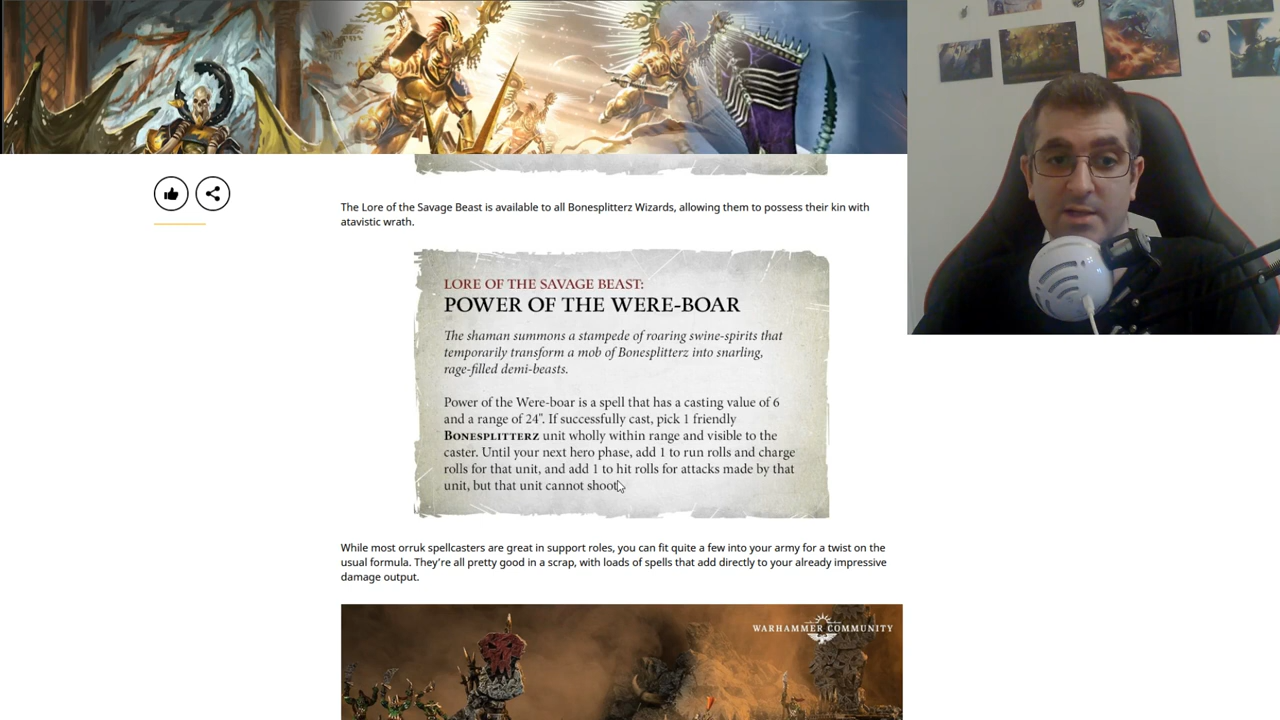 The Lore of the Savage Beast is available to all Bonesplitterz Wizards, allowing them to possess their kin with
atavistic wrath.
LORE OF THE SAVAGE BEAST:
POWER OF THE WERE-BOAR
The shaman summons a stampede of roaring swine-spirits that
temporarily transform a mob of Bonesplitterz into snarling,
rage-filled demi-beasts.
Power of the Were-boar is a spell that has a casting value of 6
and a range of 24". If successfully cast, pick 1 friendly
BONESPLITTERZ unit wholly within range and visible to the
caster. Until your next hero phase, add 1 to run rolls and charge
rolls for that unit, and add 1 to hit rolls for attacks made by that
unit, but that unit cannot shoot.
While most orruk spellcasters are great in support roles, you can fit quite a few into your army for a twist on the
usual formula. They're all pretty good in a scrap, with loads of spells that add directly to your already impressive
damage output.
WARHAMMER COMMUNITY